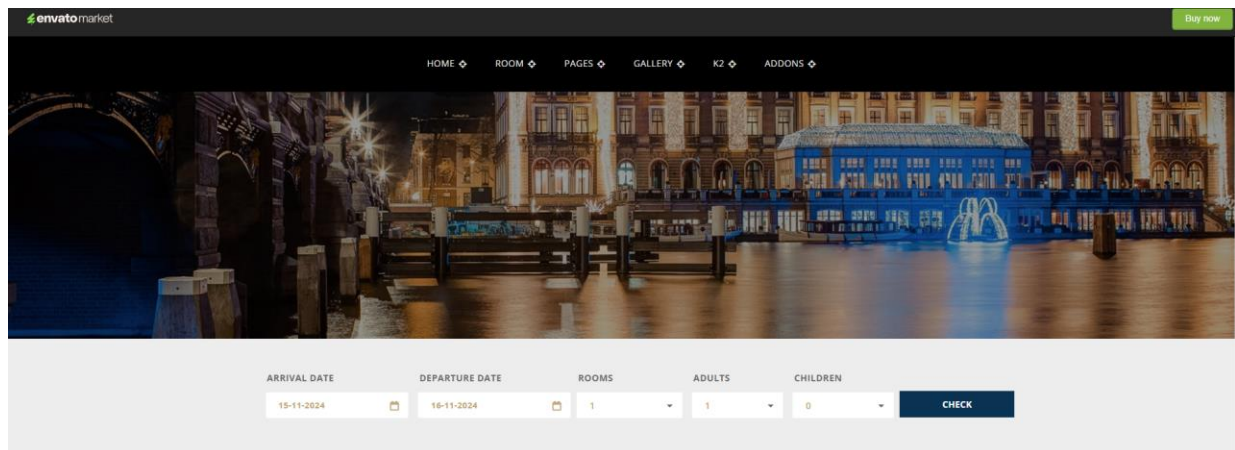 envatomarket
Buy now
HOME ROOM PAGES GALLERY K2 ADDONS
ARRIVAL DATE DEPARTURE DATE ROOMS ADULTS CHILDREN
15-11-2024 16-11-2024 1 1 0 CHECK